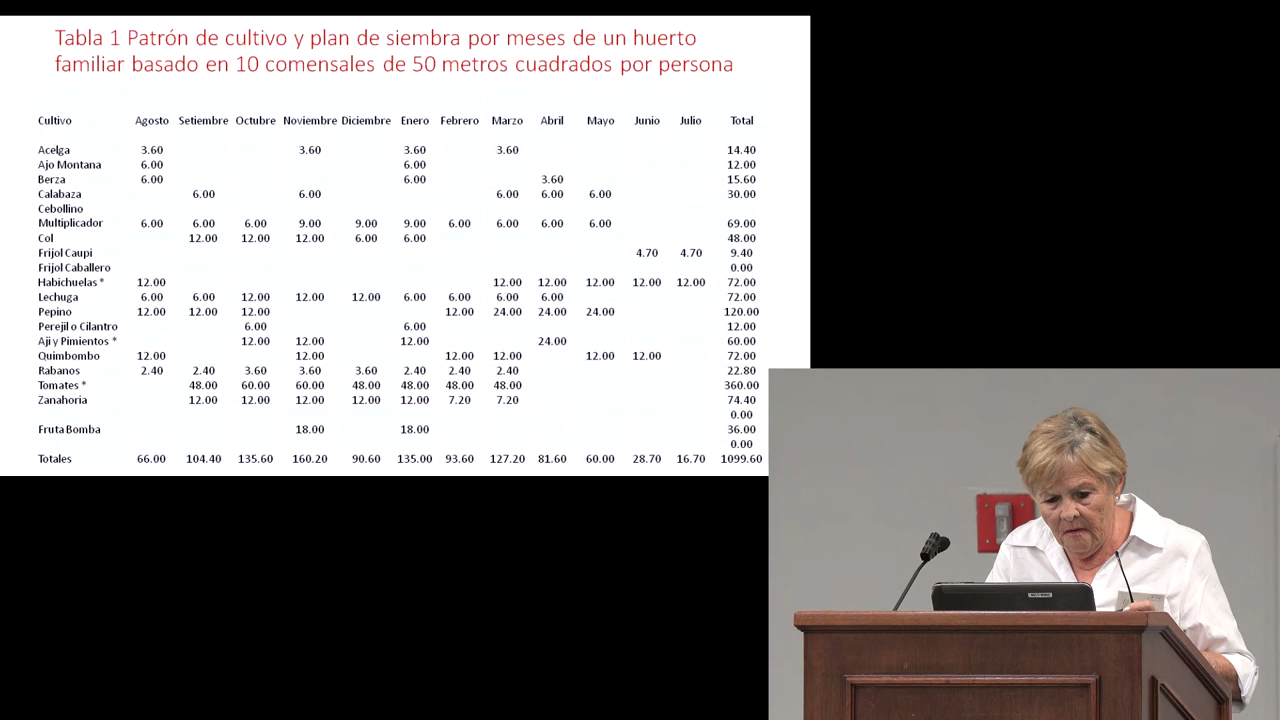 Tabla 1 Patrón de cultivo y plan de siembra por meses de un huerto
familiar basado en 10 comensales de 50 metros cuadrados por persona
Cultivo Agosto Setiembre Octubre Noviembre Diciembre Enero Febrero Marzo Abril Mayo Junio Julio Total
Acelga 3.60 3.60 3.60 3.60 14.40
Ajo Montana 6.00 6.00 12.00
Berza 6.00 6.00 3.60 15.60
Calabaza 6.00 6.00 6.00 6.00 6.00 30.00
Cebollino
Multiplicador 6.00 6.00 6.00 9.00 9.00 9.00 6.00 6.00 6.00 6.00 69.00
Col 12.00 12.00 12.00 6.00 6.00 48.00
Frijol Caupi 4.70 4.70 9.40
Frijol Caballero 0.00
Habichuelas * 12.00 12.00 12.00 12.00 12.00 12.00 72.00
Lechuga 6.00 6.00 12.00 12.00 12.00 6.00 6.00 6.00 6.00 72.00
Pepino 12.00 12.00 12.00 12.00 24.00 24.00 24.00 120.00
Perejil o Cilantro 6.00 6.00 12.00
Aji y Pimientos * 12.00 12.00 12.00 24.00 60.00
Quimbombo 12.00 12.00 12.00 12.00 12.00 12.00 72.00
Rabanos 2.40 2.40 3.60 3.60 3.60 2.40 2.40 2.40 22.80
Tomates * 48.00 60.00 60.00 48.00 48.00 48.00 48.00 360.00
Zanahoria 12.00 12.00 12.00 12.00 12.00 7.20 7.20 74.40
0.00
Fruta Bomba 18.00 18.00 36.00
0.00
Totales 66.00 104.40 135.60 160.20 90.60 135.00 93.60 127.20 81.60 60.00 28.70 16.70 1099.60